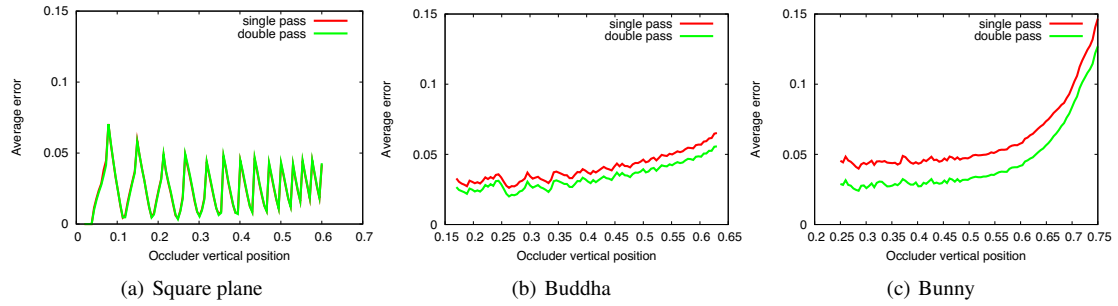 single pass
double pass
0.15
0.1
0.05
0
Average error
0 0.1 0.2 0.3 0.4 0.5 0.6 0.7
Occluder vertical position
(a) Square plane
single pass
double pass
0.15
0.1
0.05
0
Average error
0.15 0.2 0.25 0.3 0.35 0.4 0.45 0.5 0.55 0.6 0.65
Occluder vertical position
(b) Buddha
single pass
double pass
0.15
0.1
0.05
0
Average error
0.2 0.25 0.3 0.35 0.4 0.45 0.5 0.55 0.6 0.65 0.7 0.75
Occluder vertical position
(c) Bunny